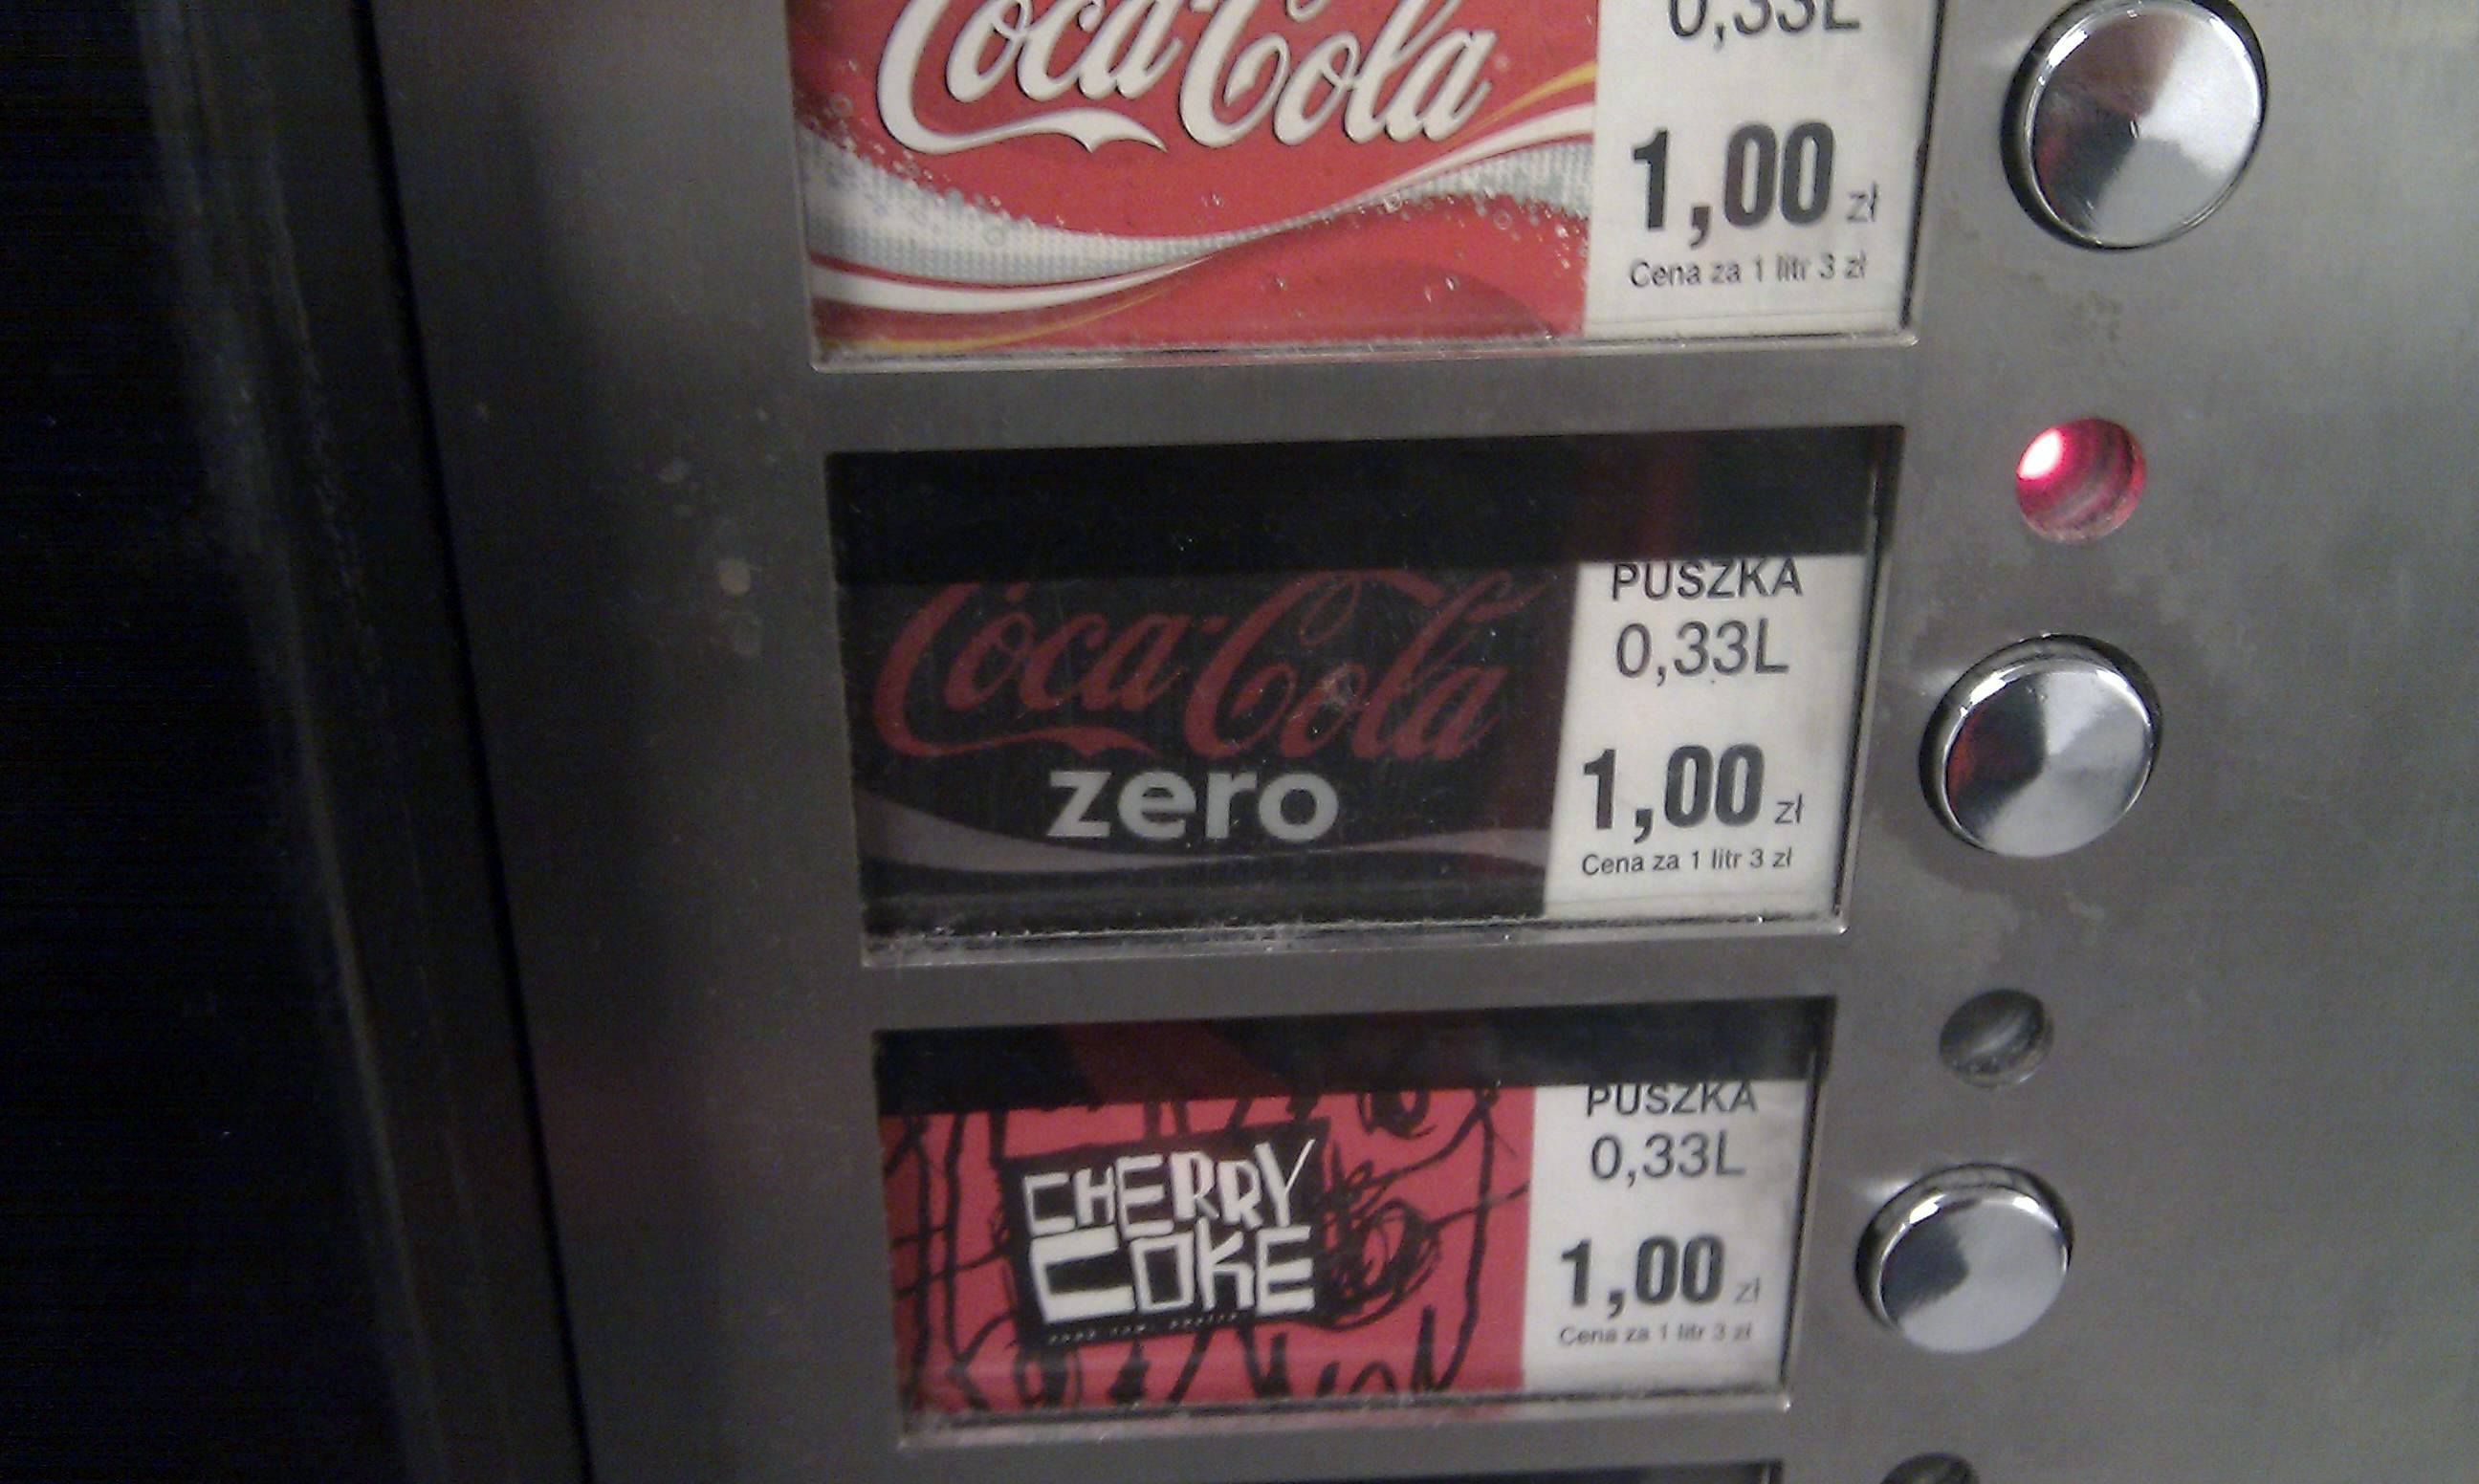 Coca-Cola
0,33L
1,00 zł
Cena za 1 litr 3 zł
Coca-Cola
zero
PUSZKA
0,33L
1,00 zł
Cena za 1 litr 3 zł
CHERRY
COKE
PUSZKA
0,33L
1,00 zł
Cena za 1 litr 3 zł